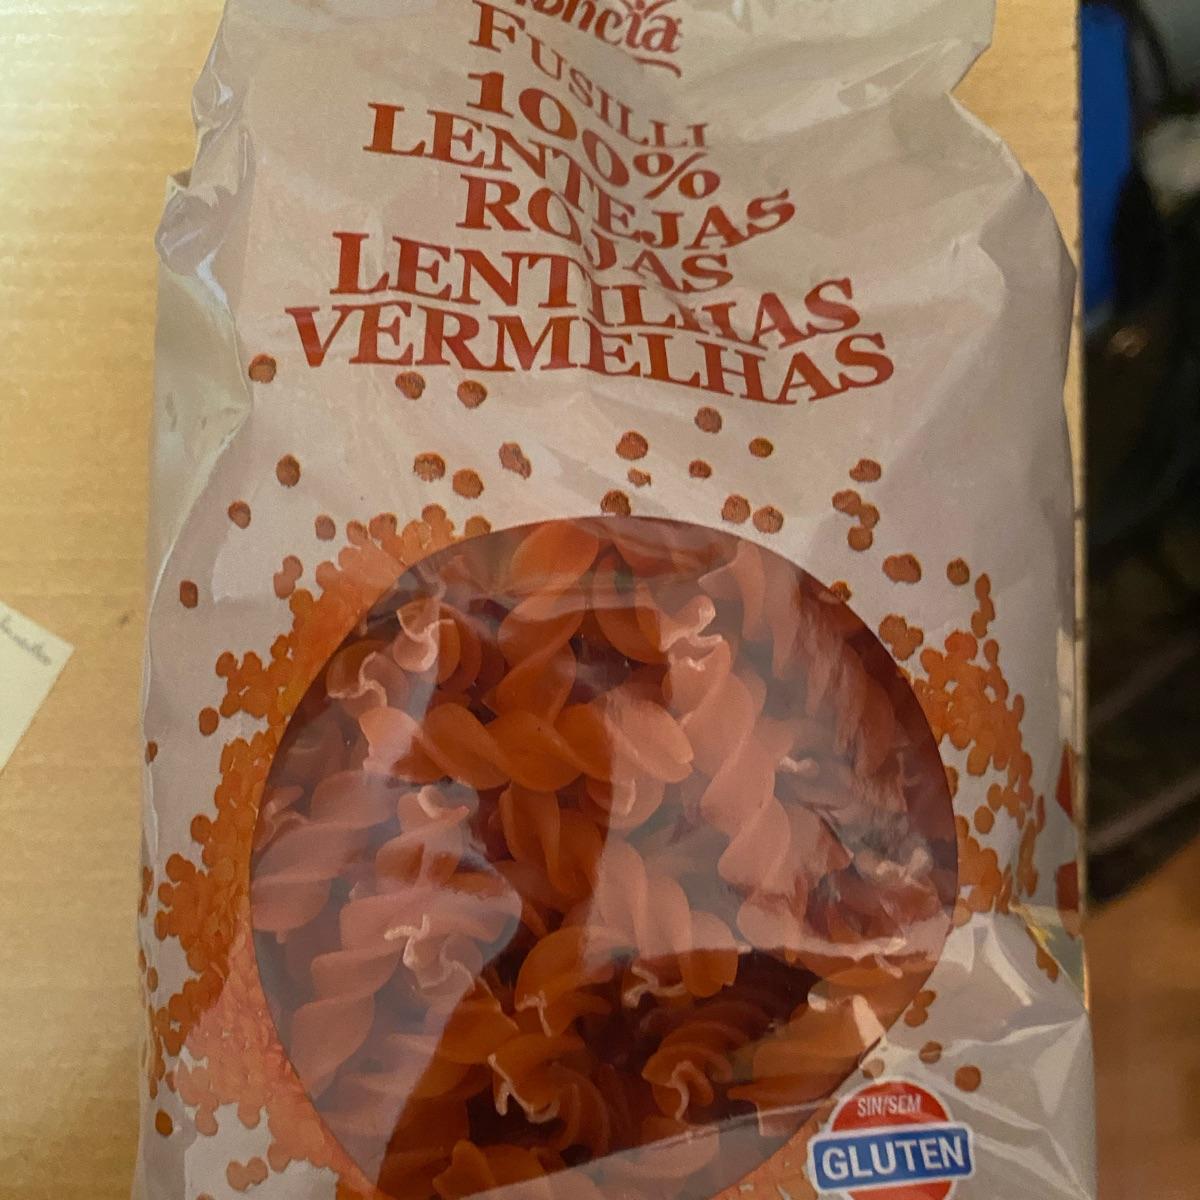 FUSILLI
100%
LENTEJAS
ROJAS
LENTILHAS
VERMELHAS
SIN/SEM
GLUTEN